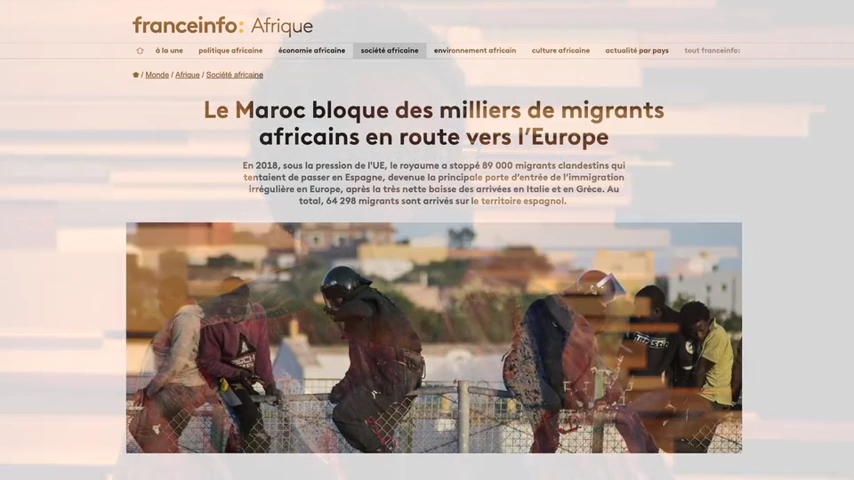 franceinfo: Afrique
à la une politique africaine économie africaine société africaine environnement africain culture africaine actualité par pays tout franceinfo:
/ Monde / Afrique / Société africaine
Le Maroc bloque des milliers de migrants
africains en route vers l'Europe
En 2018, sous la pression de l'UE, le royaume a stoppé 89 000 migrants clandestins qui
tentaient de passer en Espagne, devenue la principale porte d'entrée de l'immigration
irrégulière en Europe, après la très nette baisse des arrivées en Italie et en Grèce. Au
total, 64 298 migrants sont arrivés sur le territoire espagnol.